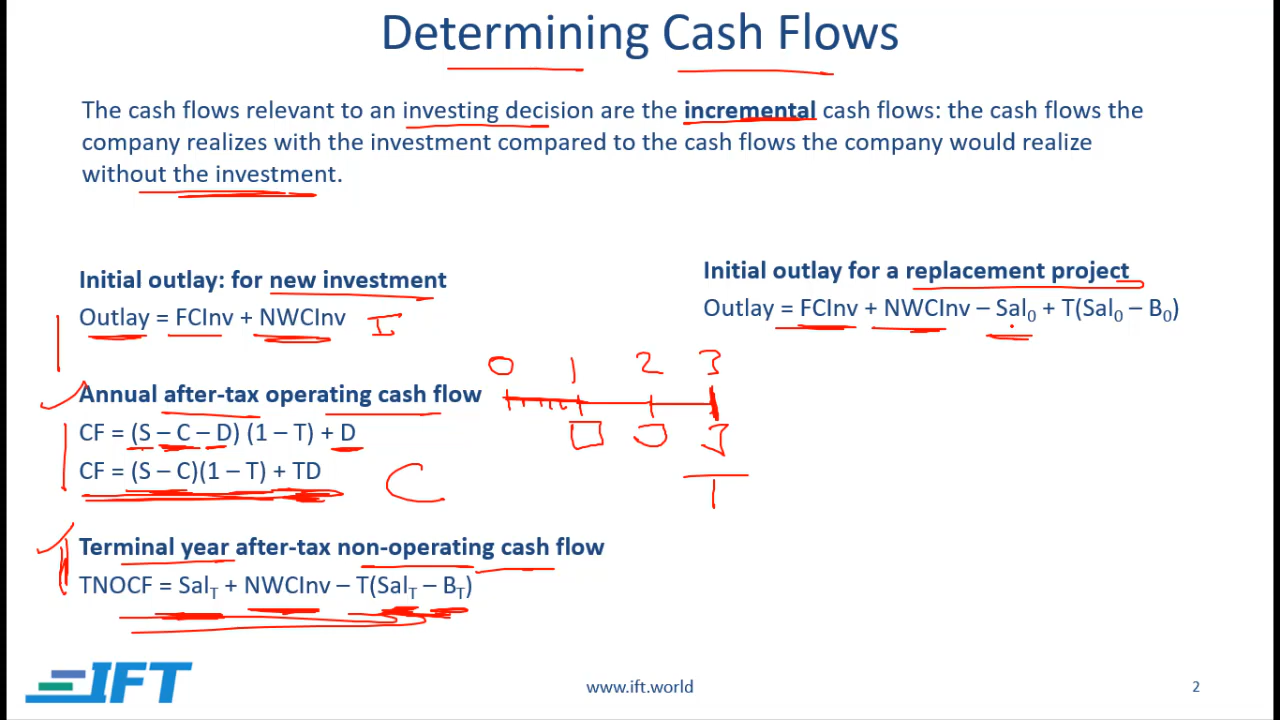 Determining Cash Flows
The cash flows relevant to an investing decision are the incremental cash flows: the cash flows the
company realizes with the investment compared to the cash flows the company would realize
without the investment.
Initial outlay: for new investment
Outlay = FCInv + NWCInv I
Annual after-tax operating cash flow
CF = (S – C – D) (1 – T) + D
CF = (S – C)(1 – T) + TD
C
Terminal year after-tax non-operating cash flow
TNOCF = Sal_T + NWCInv – T(Sal_T – B_T)
0 1 2 3
T
Initial outlay for a replacement project
Outlay = FCInv + NWCInv – Sal₀ + T(Sal₀ – B₀)
IFT
www.ift.world
2